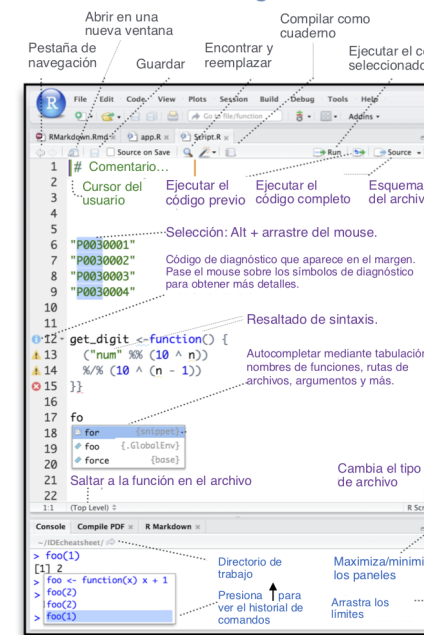 Abrir en una
nueva ventana
Compilar como
cuaderno
Pestaña de
navegación
Guardar
Encontrar y
reemplazar
Ejecutar el có
seleccionado
R
File Edit Code View Plots Session Build Debug Tools Help
Go to file/function
Addins
RMarkdown.Rmd × app.R × Script.R ×
Source on Save
Run
Source
1 # Comentario…
2
3
Cursor del
usuario
Ejecutar el
código previo
Ejecutar el
código completo
Esquema
del archiv
4
5
Selección: Alt + arrastre del mouse.
6 "P0030001"
7 "P0030002"
8 "P0030003"
9 "P0030004"
Código de diagnóstico que aparece en el margen.
Pase el mouse sobre los símbolos de diagnóstico
para obtener más detalles.
10
11
Resaltado de sintaxis.
12 get_digit <-function() {
13 ("num" %% (10 ^ n))
14 %/% (10 ^ (n - 1))
15 }}
Autocompletar mediante tabulación
nombres de funciones, rutas de
archivos, argumentos y más.
16
17 fo
18 for {snippet}
19 foo {.GlobalEnv}
20 force {base}
21 Saltar a la función en el archivo
22
Cambia el tipo
de archivo
1:1 (Top Level) R Scr
Console Compile PDF × R Markdown ×
~/IDEcheatsheet/
> foo(1)
[1] 2
> foo <- function(x) x + 1
> foo(2)
foo(2)
> foo(1)
Directorio de
trabajo
Presiona para
ver el historial de
comandos
Maximiza/minimi
los paneles
Arrastra los
límites